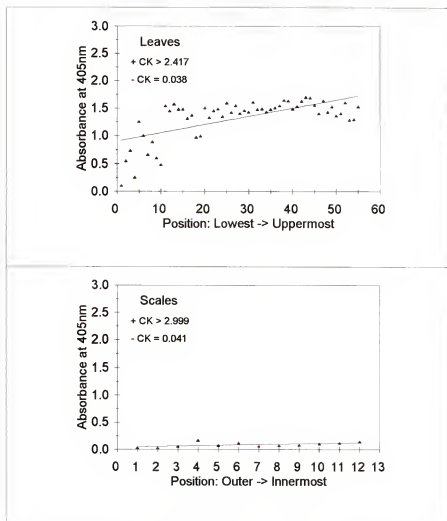 Leaves
+ CK > 2.417
- CK = 0.038
Absorbance at 405nm
3.0
2.5
2.0
1.5
1.0
0.5
0.0
0 10 20 30 40 50 60
Position: Lowest -> Uppermost
Scales
+ CK > 2.999
- CK = 0.041
Absorbance at 405nm
3.0
2.5
2.0
1.5
1.0
0.5
0.0
0 1 2 3 4 5 6 7 8 9 10 11 12 13
Position: Outer -> Innermost